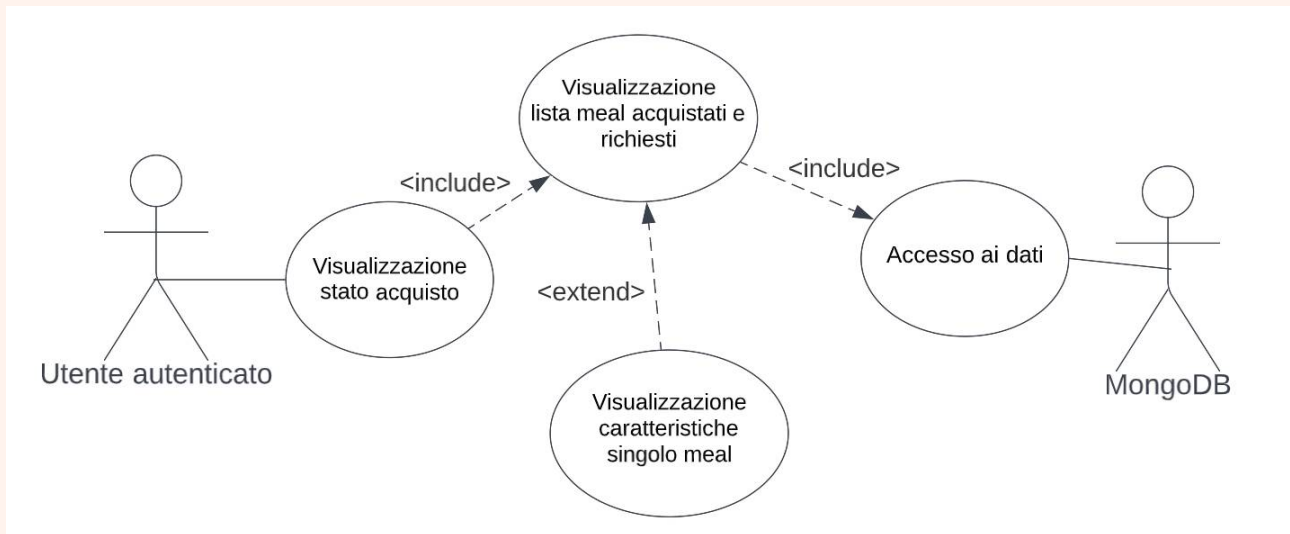 Visualizzazione
lista meal acquistati e
richiesti
<include>
<include>
Visualizzazione
stato acquisto
Accesso ai dati
<extend>
Utente autenticato
MongoDB
Visualizzazione
caratteristiche
singolo meal